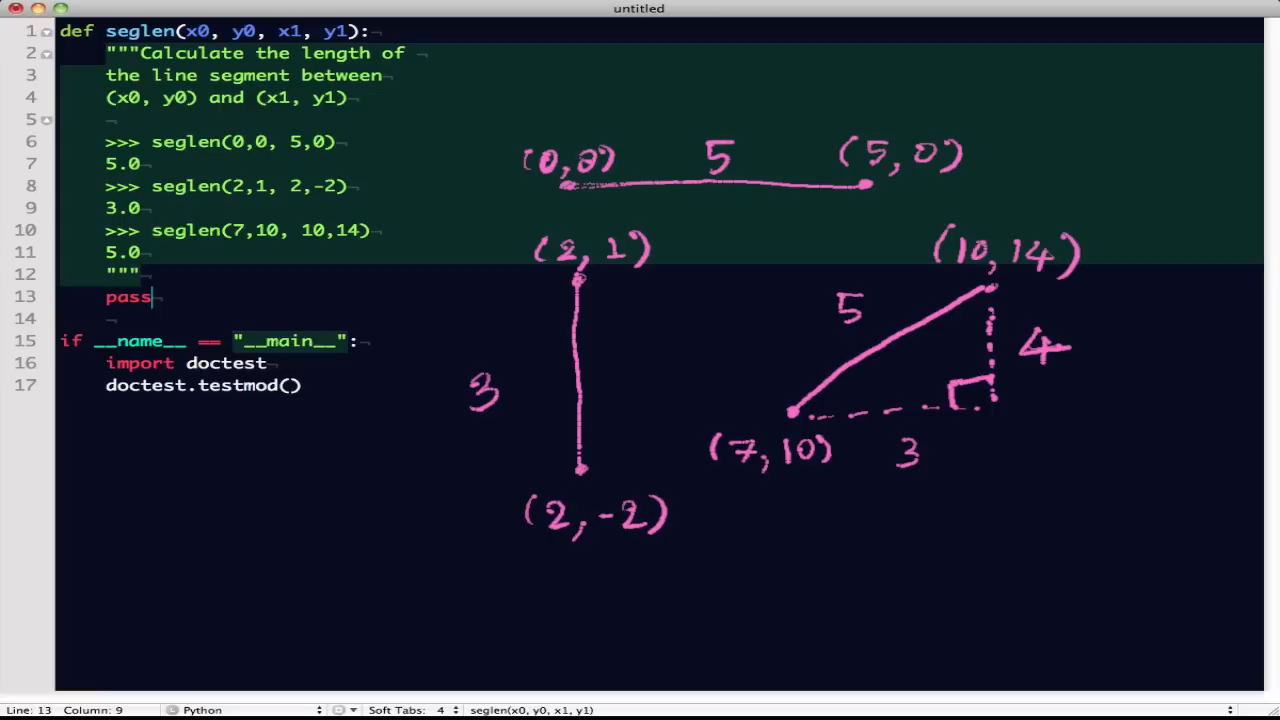 untitled
1 def seglen(x0, y0, x1, y1):
2 """Calculate the length of
3 the line segment between
4 (x0, y0) and (x1, y1)
5
6 >>> seglen(0,0, 5,0)
7 5.0
8 >>> seglen(2,1, 2,-2)
9 3.0
10 >>> seglen(7,10, 10,14)
11 5.0
12 """
13 pass
14
15 if __name__ == "__main__":
16 import doctest
17 doctest.testmod()
(0,0) 5 (5,0)
(2,1) (10,14)
5
4
3
(7,10) 3
(2,-2)
Line: 13 Column: 9 Python Soft Tabs: 4 seglen(x0, y0, x1, y1)